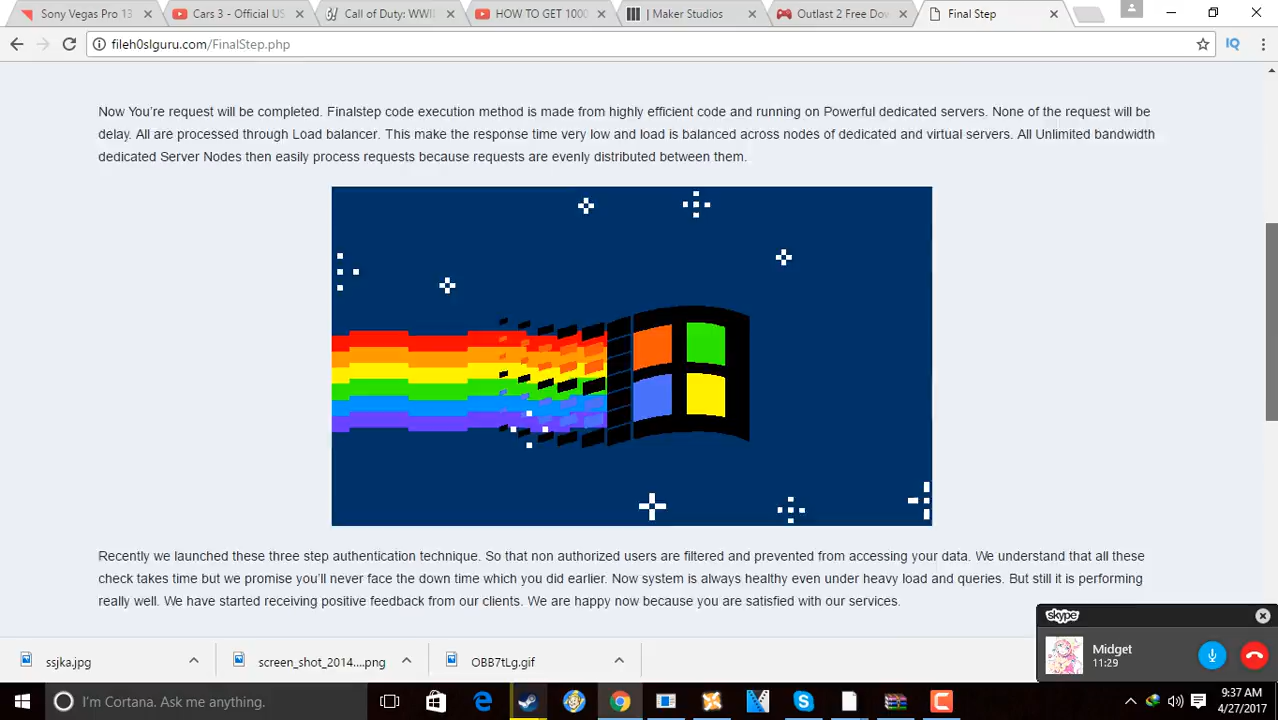 Sony Vegas Pro 13
Cars 3 - Official US
Call of Duty: WWII
HOW TO GET 1000
| Maker Studios
Outlast 2 Free Dow
Final Step
fileh0slguru.com/FinalStep.php
IQ
Now You're request will be completed. Finalstep code execution method is made from highly efficient code and running on Powerful dedicated servers. None of the request will be
delay. All are processed through Load balancer. This make the response time very low and load is balanced across nodes of dedicated and virtual servers. All Unlimited bandwidth
dedicated Server Nodes then easily process requests because requests are evenly distributed between them.
Recently we launched these three step authentication technique. So that non authorized users are filtered and prevented from accessing your data. We understand that all these
check takes time but we promise you'll never face the down time which you did earlier. Now system is always healthy even under heavy load and queries. But still it is performing
really well. We have started receiving positive feedback from our clients. We are happy now because you are satisfied with our services.
skype
Midget
11:29
ssjka.jpg
screen_shot_2014....png
OBB7tLg.gif
I'm Cortana. Ask me anything.
9:37 AM
4/27/2017